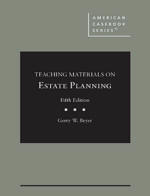 AMERICAN
CASEBOOK
SERIES®
TEACHING MATERIALS ON
ESTATE PLANNING
Fifth Edition
Gerry W. Beyer